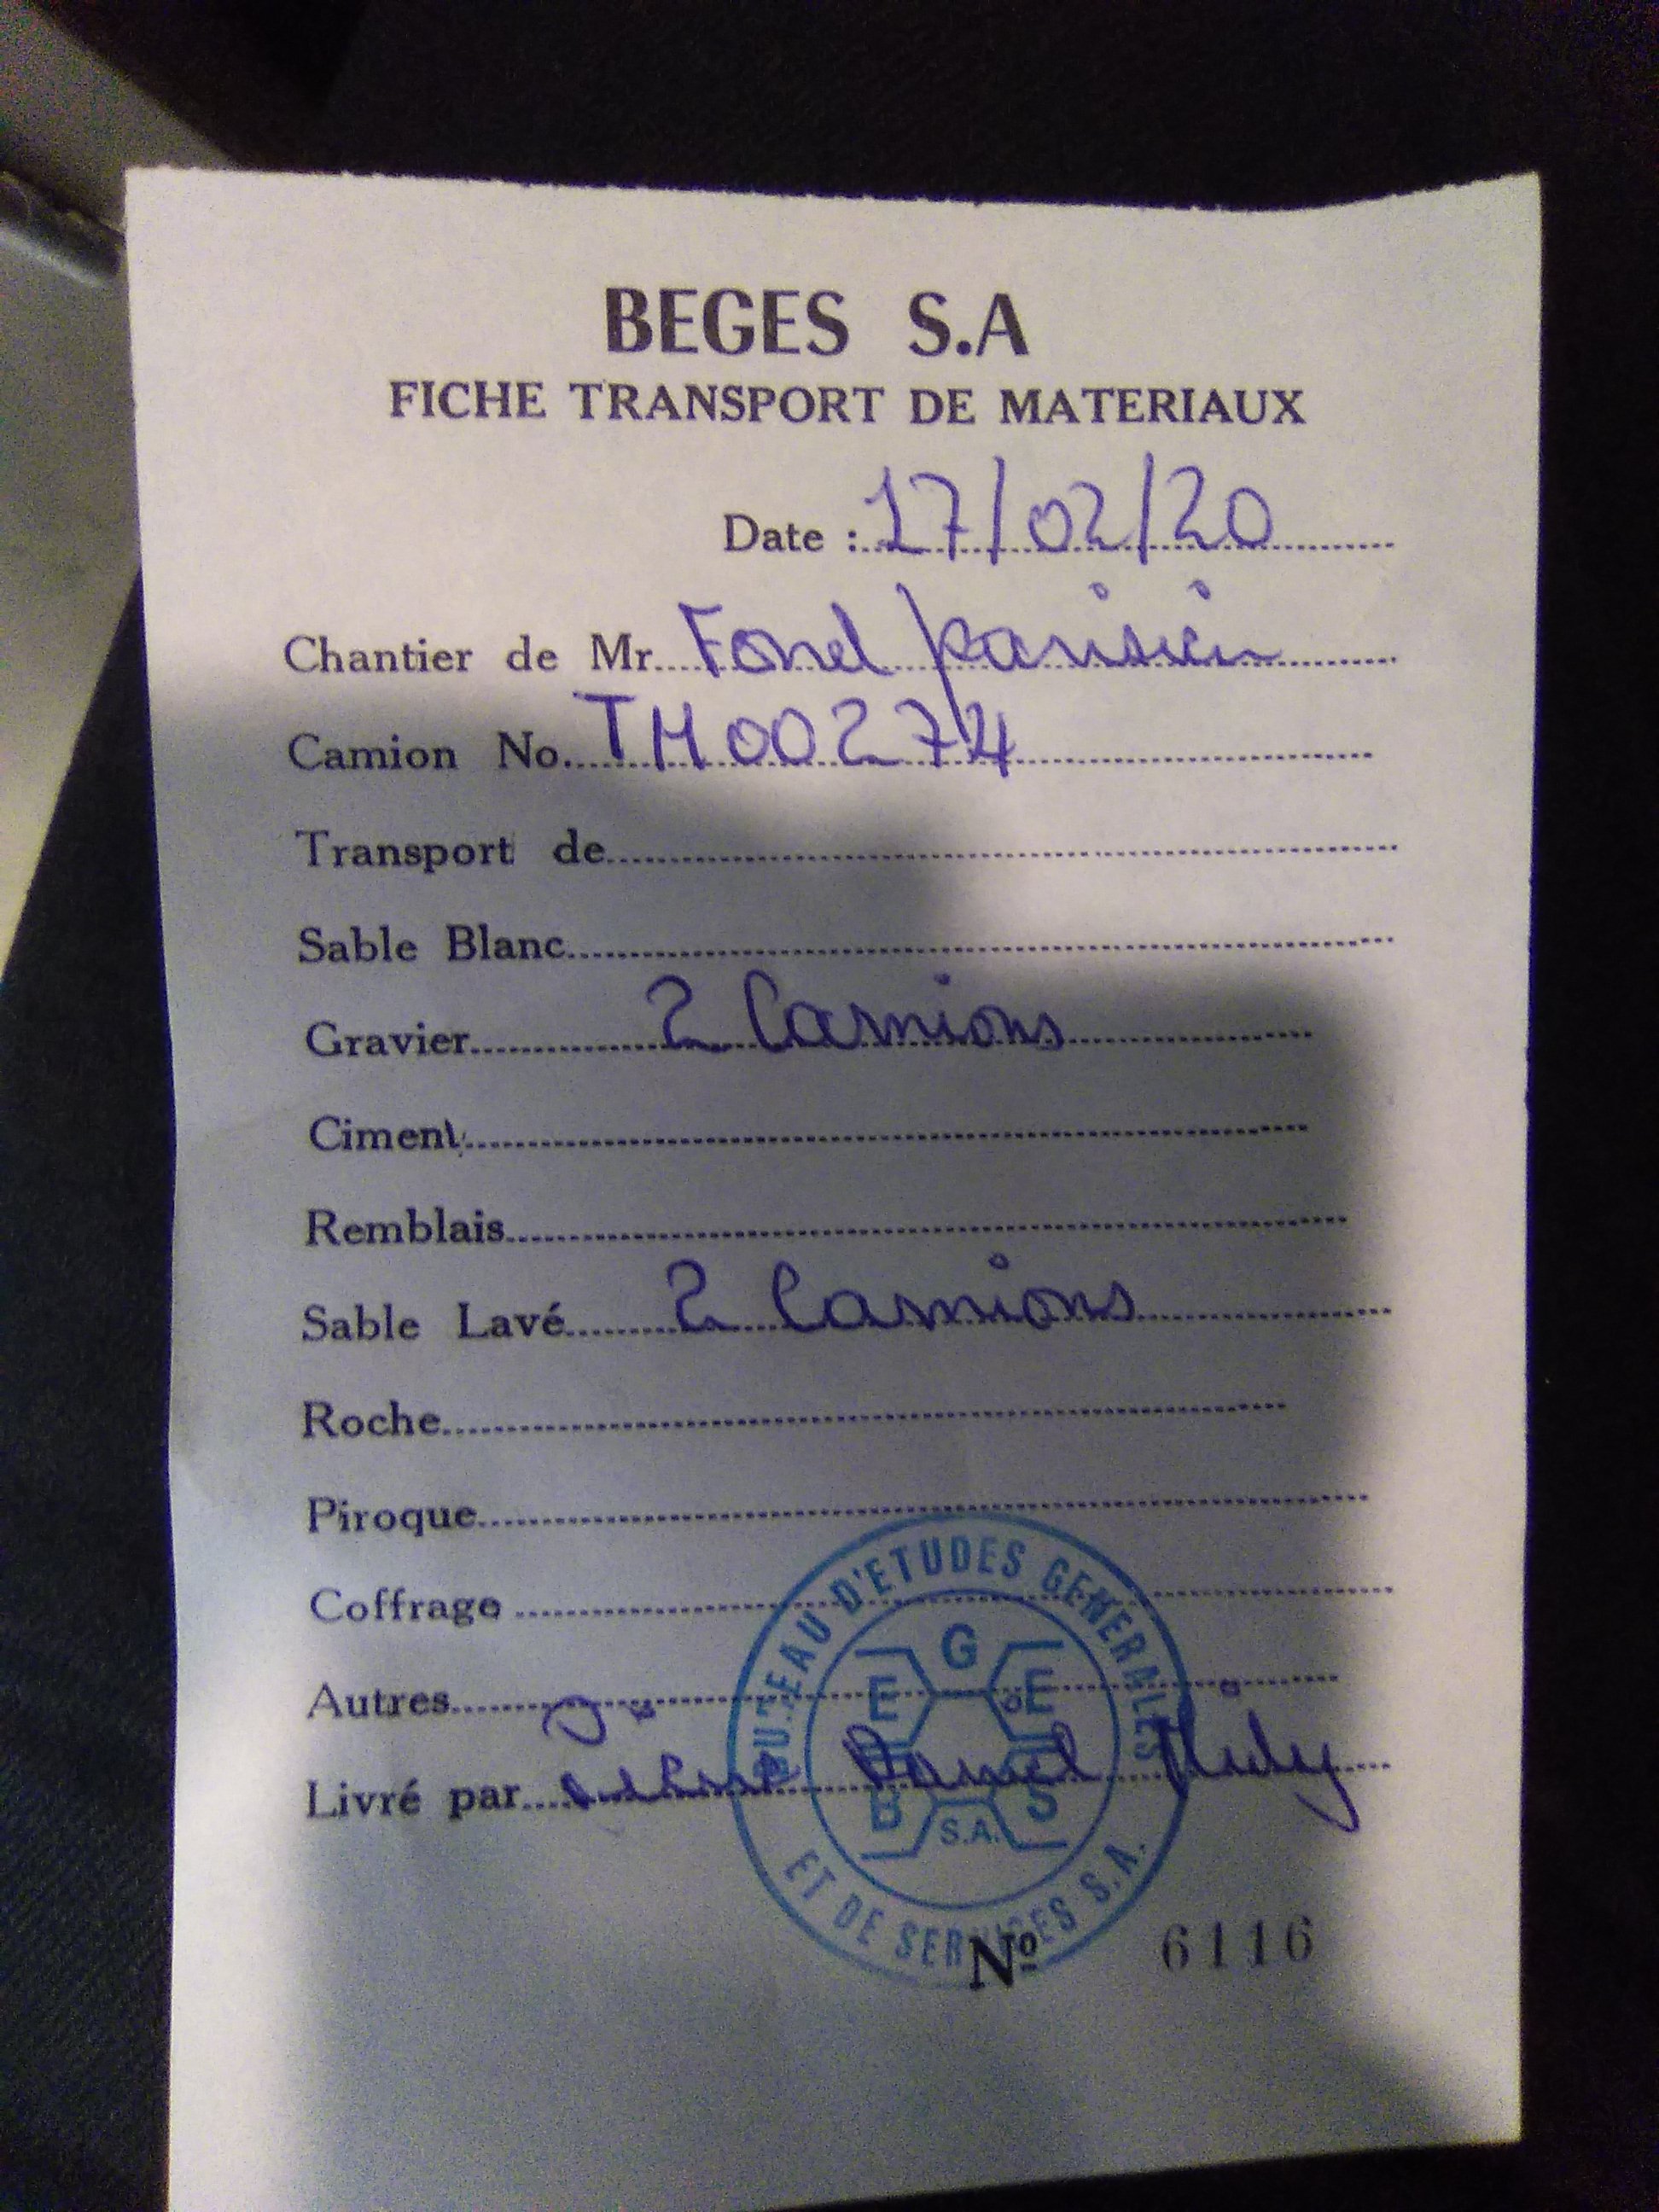 BEGES S.A
FICHE TRANSPORT DE MATERIAUX
Date : 17/02/20
Chantier de Mr. Fond parisien
Camion No. TH00274
Transport de
Sable Blanc
Gravier 2 Camions
Ciment
Remblais
Sable Lavé 2 Camions
Roche
Piroque
Coffrage
Autres
Livré par Daniel
BUREAU D'ETUDES GENERALES
ET DE SERVICES S.A.
BEGES
S.A.
Nº 6116